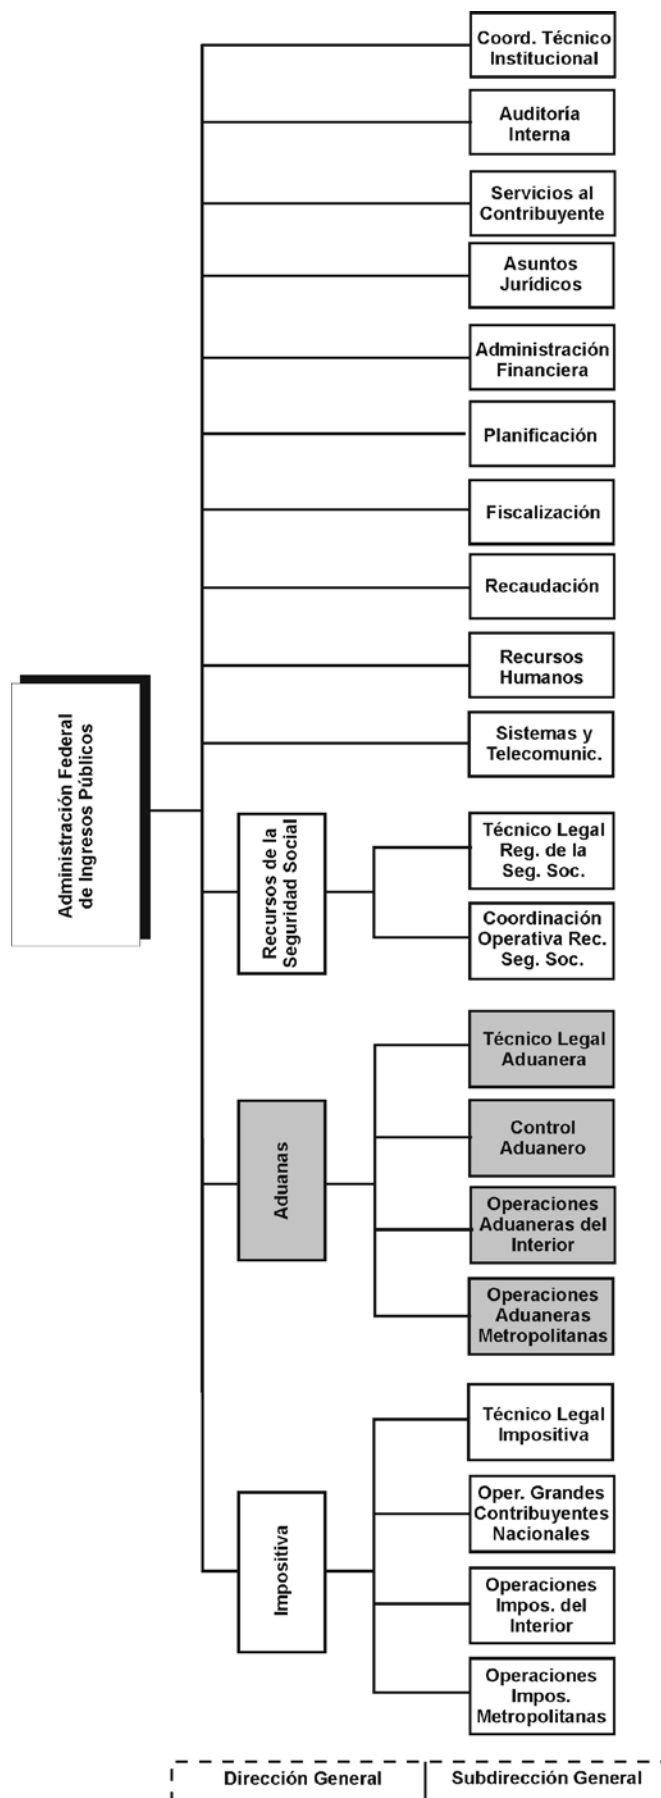 Coord. Técnico
Institucional
Auditoría
Interna
Servicios al
Contribuyente
Asuntos
Jurídicos
Administración
Financiera
Planificación
Fiscalización
Recaudación
Recursos
Humanos
Sistemas y
Telecomunic.
Administración Federal
de Ingresos Públicos
Recursos de la
Seguridad Social
Técnico Legal
Reg. de la
Seg. Soc.
Coordinación
Operativa Rec.
Seg. Soc.
Aduanas
Técnico Legal
Aduanera
Control
Aduanero
Operaciones
Aduaneras del
Interior
Operaciones
Aduaneras
Metropolitanas
Impositiva
Técnico Legal
Impositiva
Oper. Grandes
Contribuyentes
Nacionales
Operaciones
Impos. del
Interior
Operaciones
Impos.
Metropolitanas
Dirección General
Subdirección General